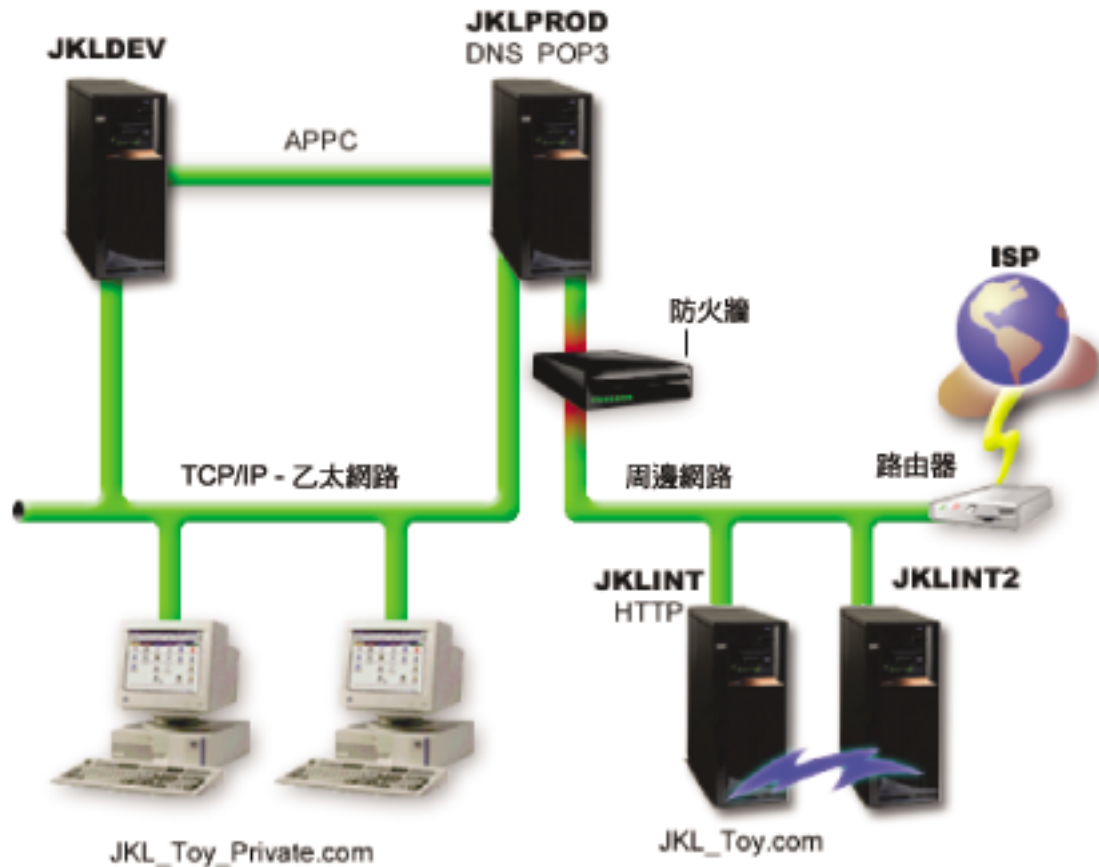 JKLDEV
JKLPROD
DNS POP3
APPC
ISP
防火牆
TCP/IP - 乙太網路
周邊網路
路由器
JKLINT
HTTP
JKLINT2
JKL_Toy_Private.com
JKL_Toy.com